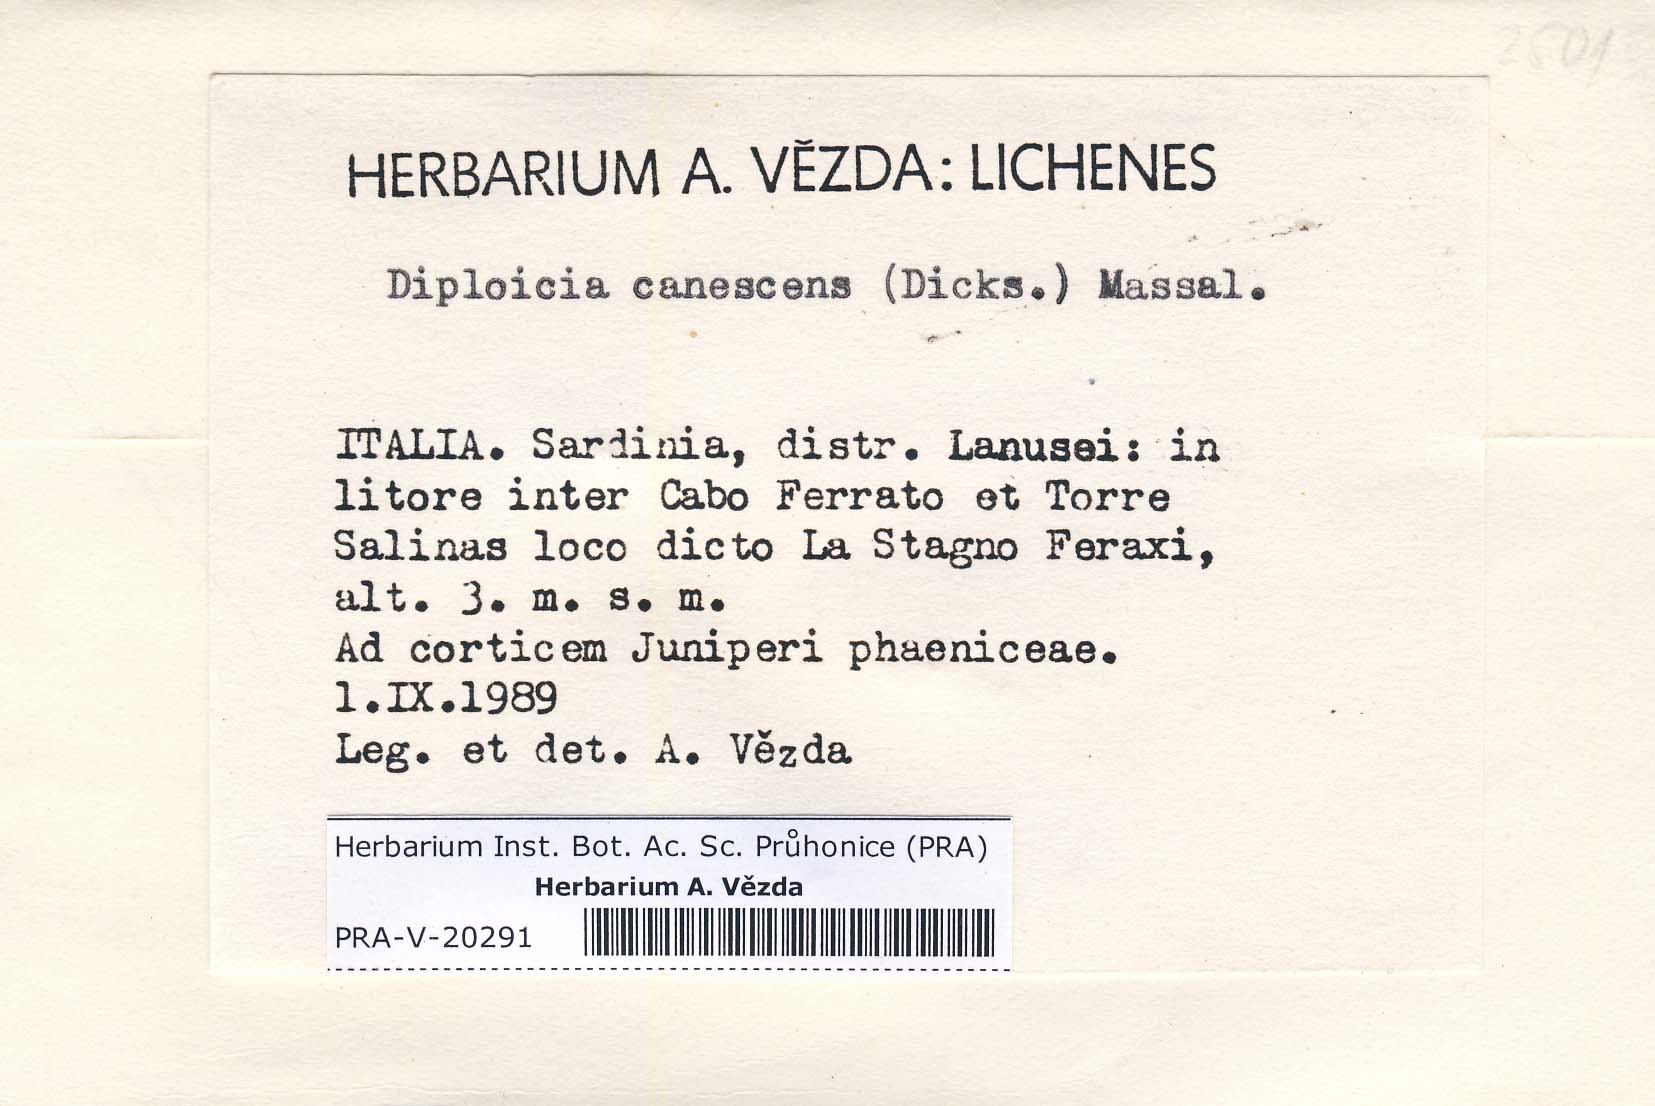 HERBARIUM A. VĚZDA: LICHENES
Diploicia canescens (Dicks.) Massal.
ITALIA. Sardinia, distr. Lanusei: in
litore inter Cabo Ferrato et Torre
Salinas loco dicto La Stagno Feraxi,
alt. 3. m. s. m.
Ad corticem Juniperi phaeniceae.
1.IX.1989
Leg. et det. A. Vězda
Herbarium Inst. Bot. Ac. Sc. Průhonice (PRA)
Herbarium A. Vězda
PRA-V-20291